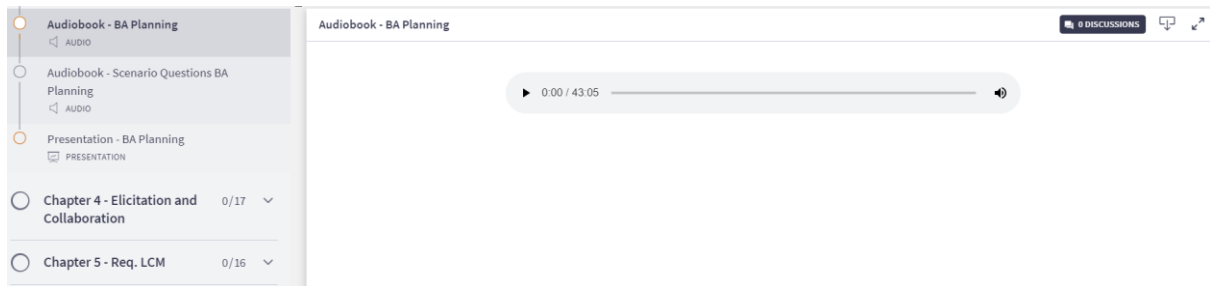 Audiobook - BA Planning
AUDIO
Audiobook - Scenario Questions BA
Planning
AUDIO
Presentation - BA Planning
PRESENTATION
Chapter 4 - Elicitation and
Collaboration
0/17
Chapter 5 - Req. LCM
0/16
Audiobook - BA Planning
0 DISCUSSIONS
0:00 / 43:05